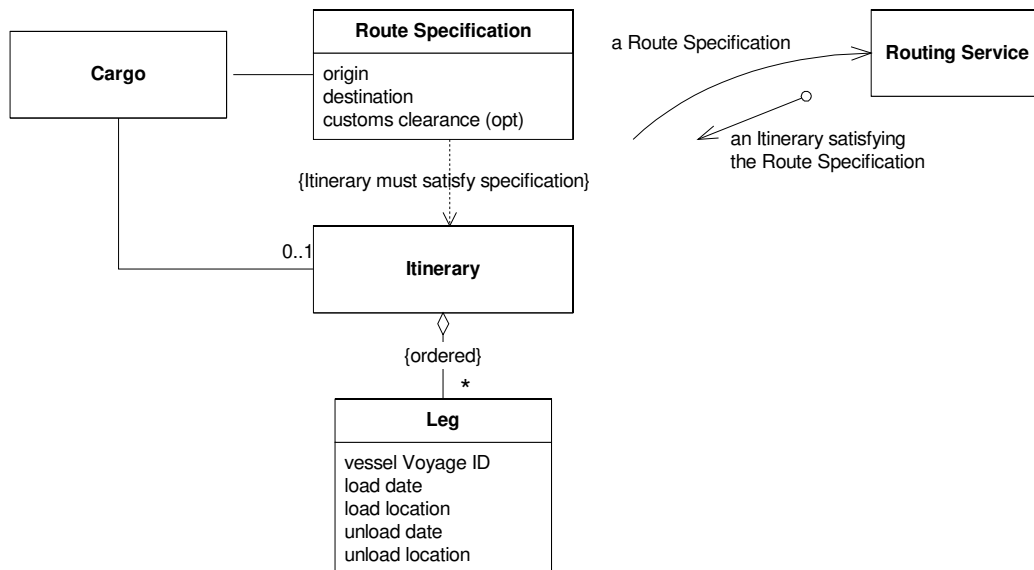 Cargo
Route Specification
origin
destination
customs clearance (opt)
a Route Specification
Routing Service
an Itinerary satisfying
the Route Specification
{Itinerary must satisfy specification}
0..1
Itinerary
{ordered}
*
Leg
vessel Voyage ID
load date
load location
unload date
unload location